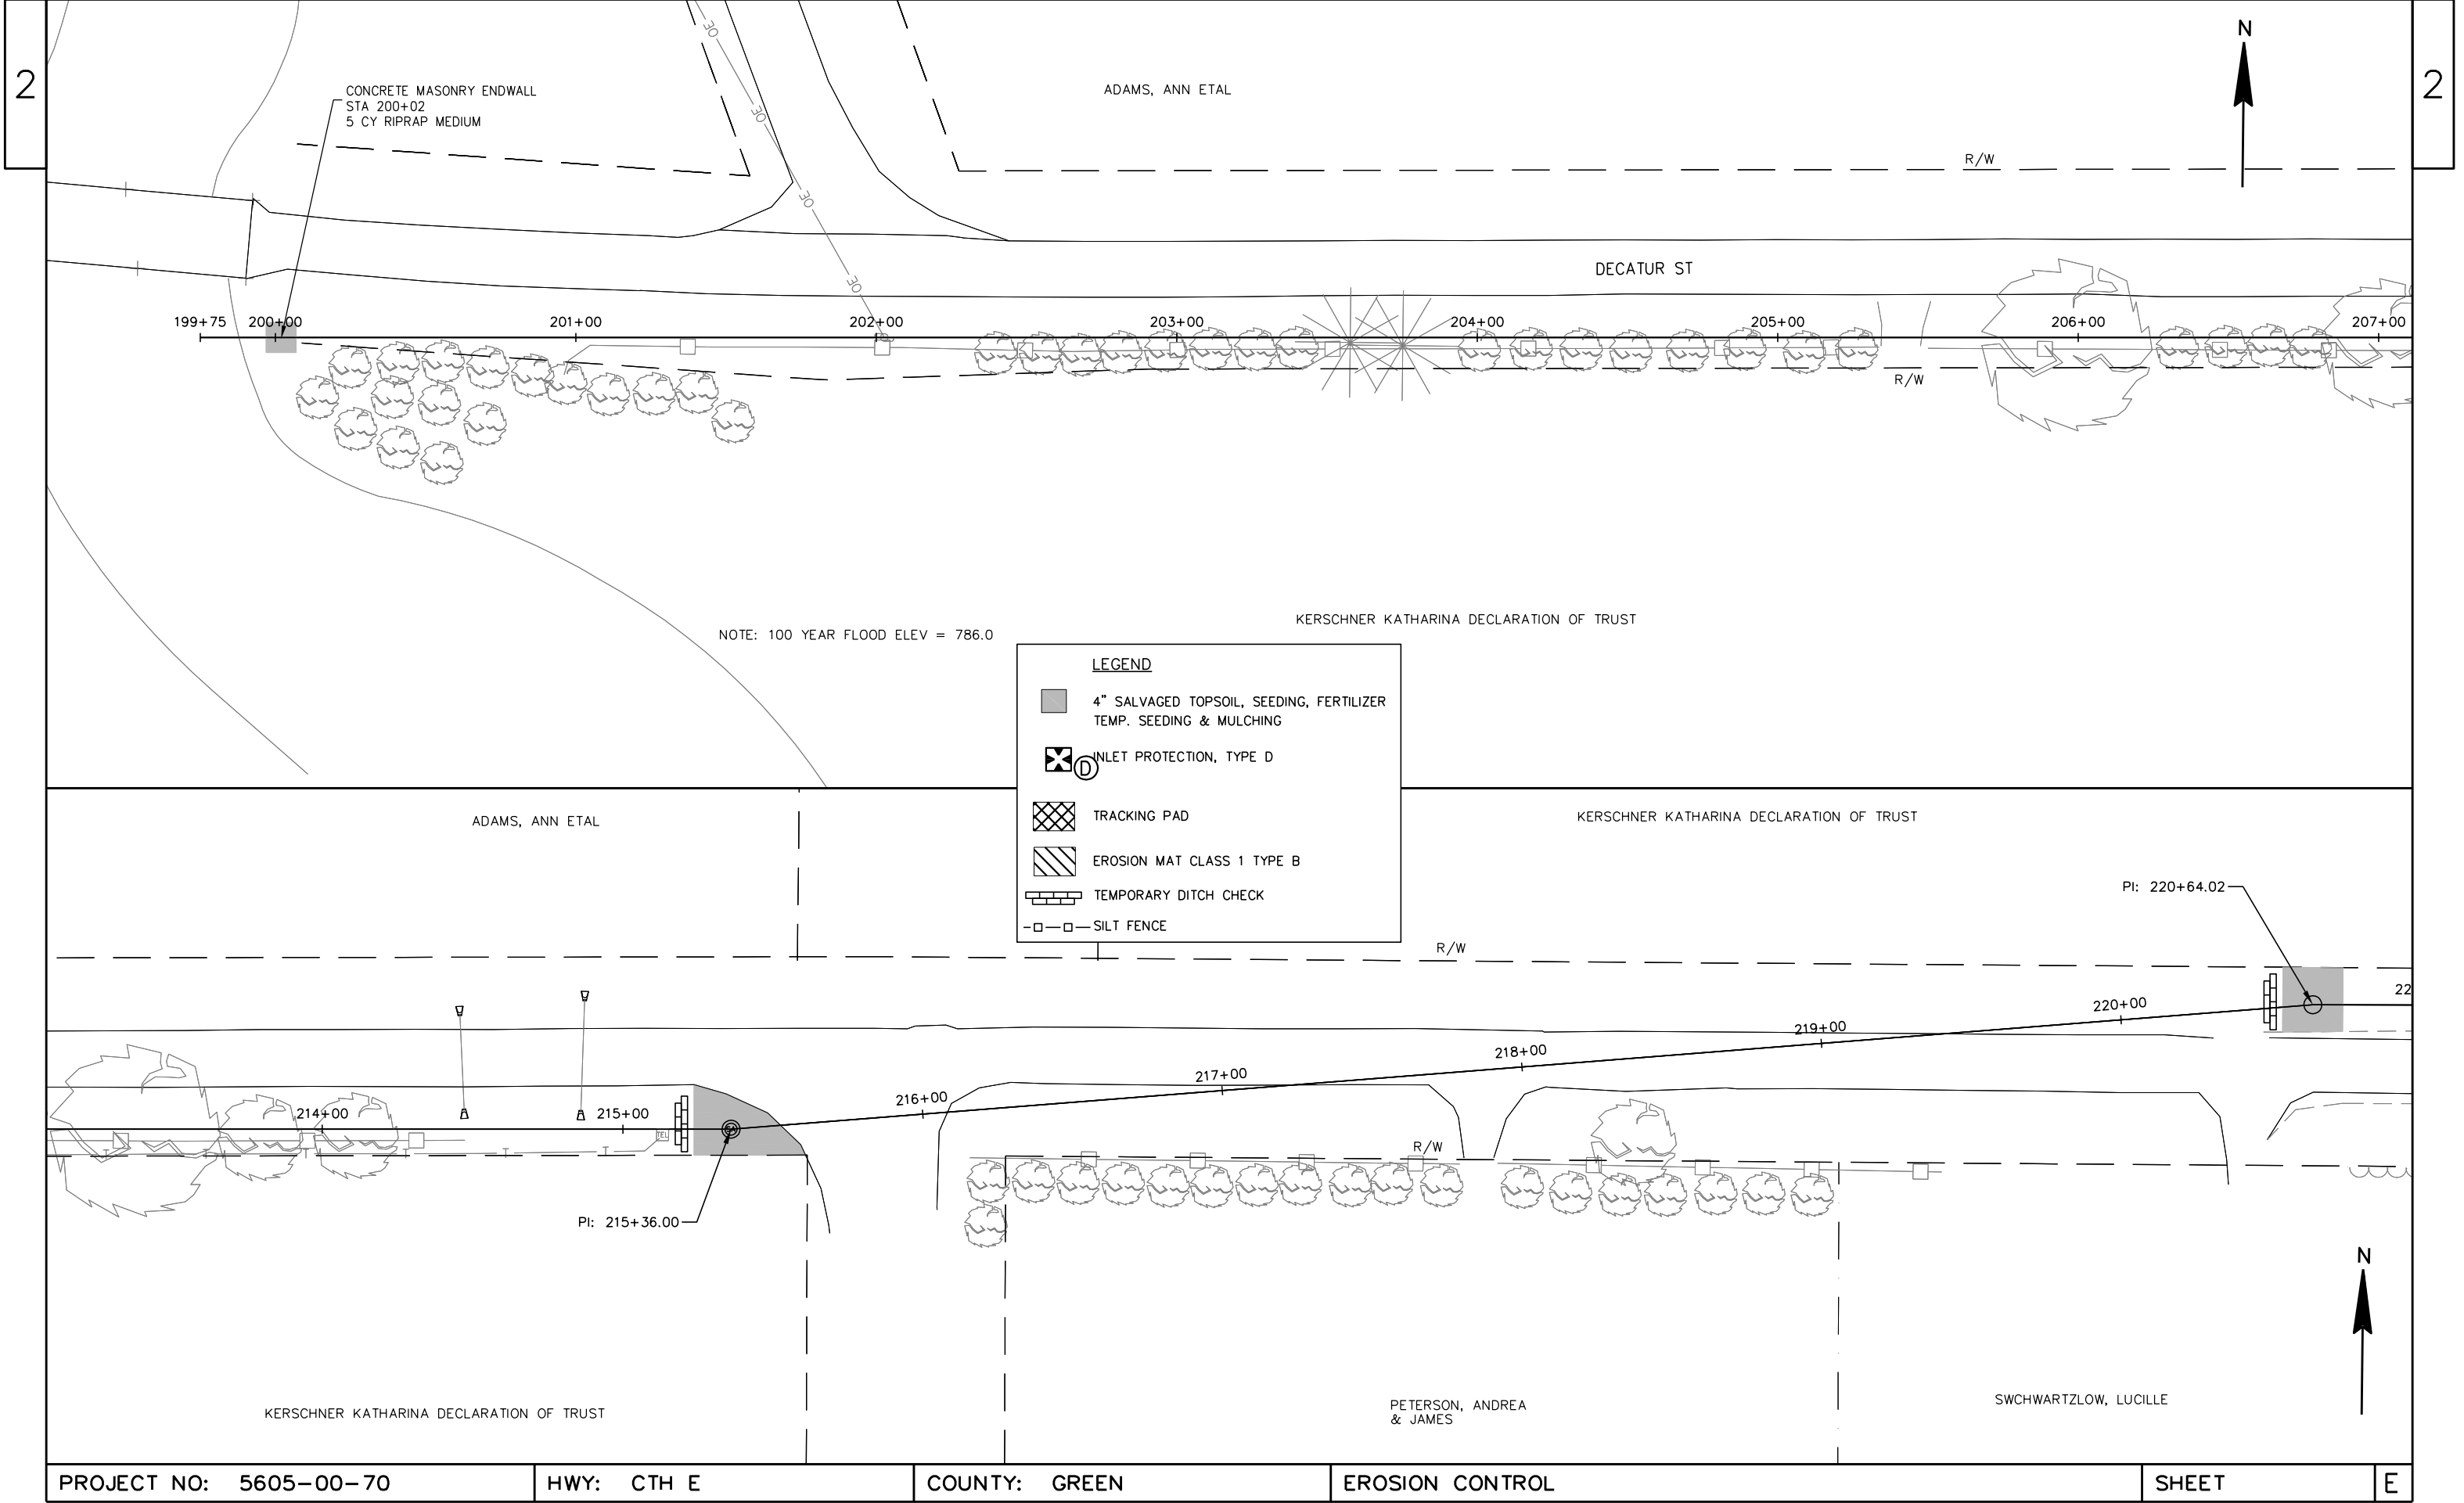 2
2
N
CONCRETE MASONRY ENDWALL
STA 200+02
5 CY RIPRAP MEDIUM
ADAMS, ANN ETAL
OE
OE
OE
OE
R/W
DECATUR ST
199+75
200+00
201+00
202+00
203+00
204+00
205+00
206+00
207+00
R/W
KERSCHNER KATHARINA DECLARATION OF TRUST
NOTE: 100 YEAR FLOOD ELEV = 786.0
LEGEND
4" SALVAGED TOPSOIL, SEEDING, FERTILIZER
TEMP. SEEDING & MULCHING
D
INLET PROTECTION, TYPE D
TRACKING PAD
EROSION MAT CLASS 1 TYPE B
TEMPORARY DITCH CHECK
SILT FENCE
ADAMS, ANN ETAL
KERSCHNER KATHARINA DECLARATION OF TRUST
PI: 220+64.02
R/W
22
220+00
219+00
218+00
217+00
216+00
214+00
215+00
TEL
T
T
T
T
T
T
R/W
PI: 215+36.00
N
KERSCHNER KATHARINA DECLARATION OF TRUST
PETERSON, ANDREA
& JAMES
SWCHWARTZLOW, LUCILLE
PROJECT NO: 5605-00-70
HWY: CTH E
COUNTY: GREEN
EROSION CONTROL
SHEET
E